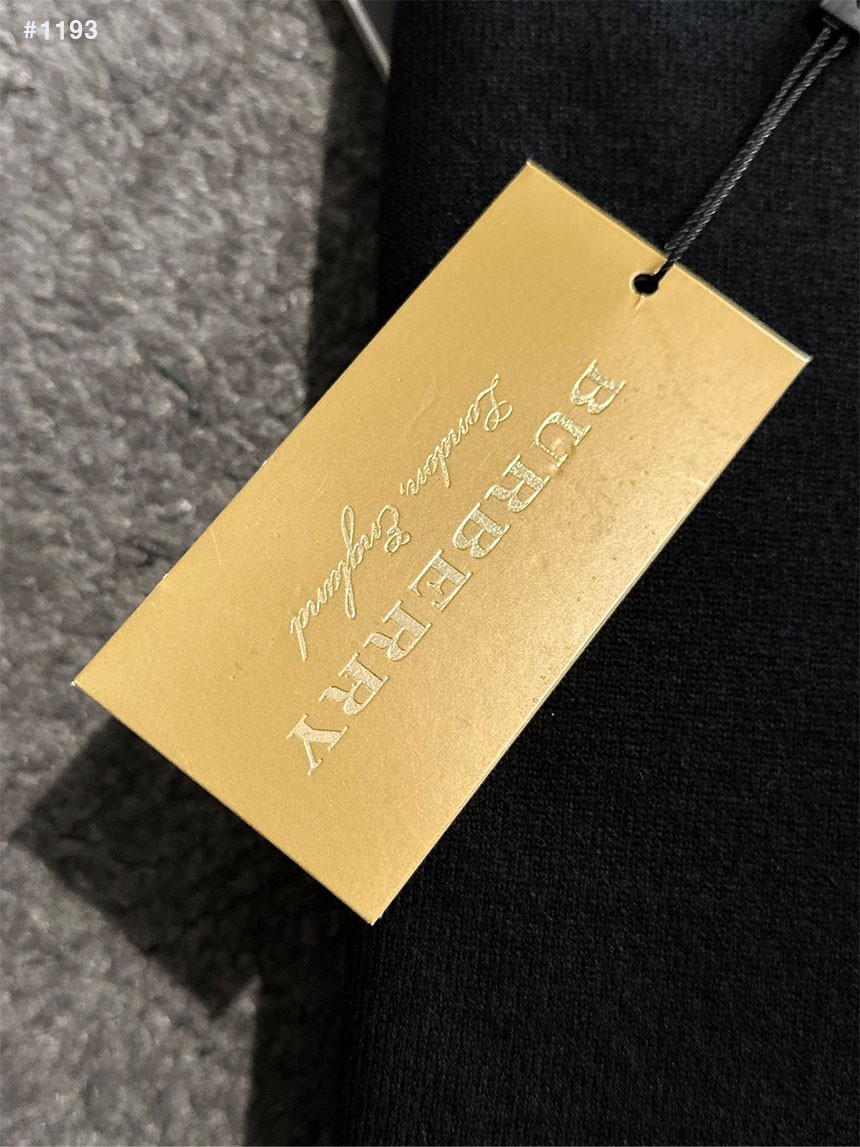 #1193
BURBERRY
London, England